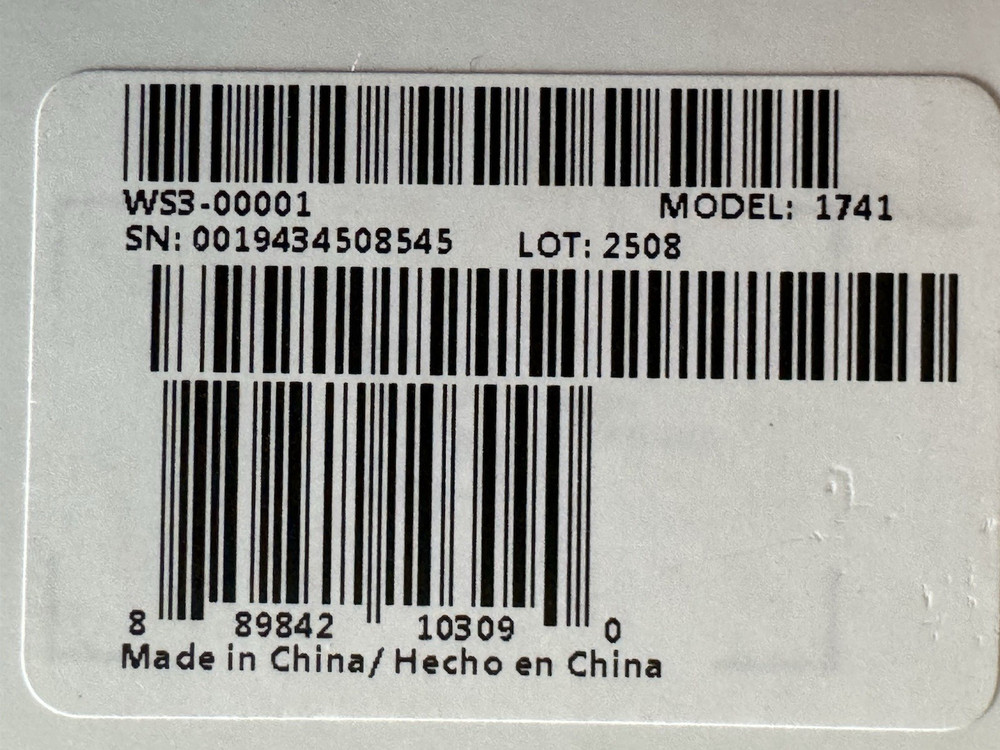 WS3-00001 MODEL: 1741
SN: 0019434508545 LOT: 2508
8 89842 10309 0
Made in China/ Hecho en China